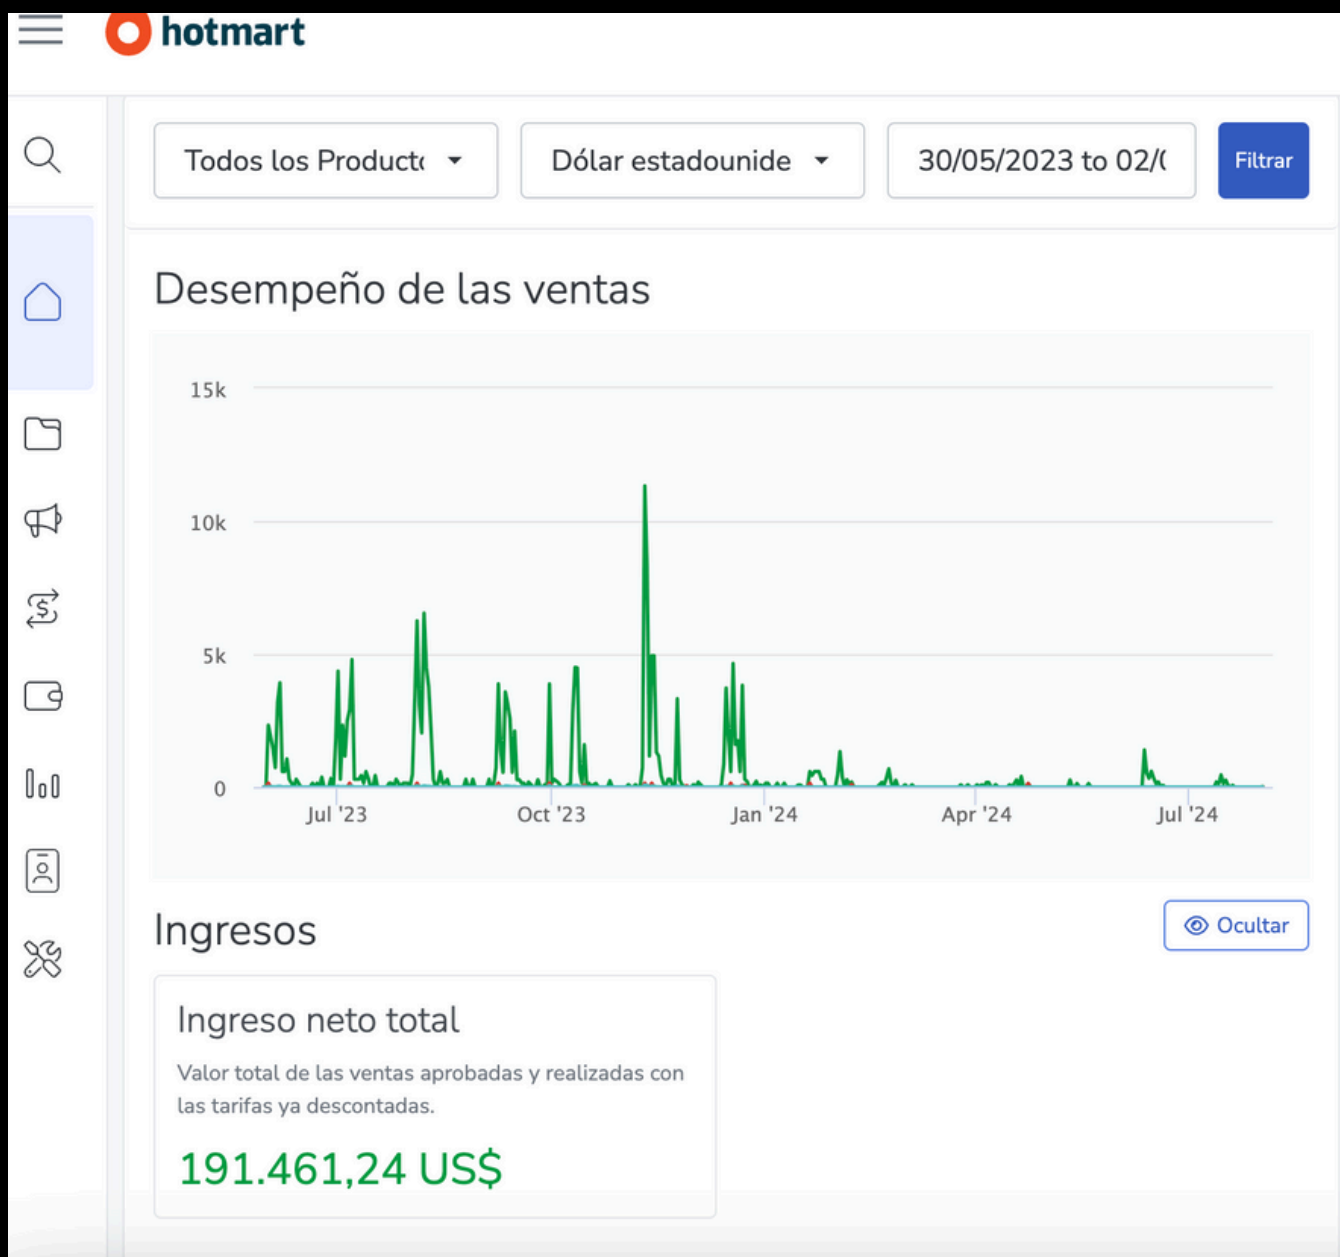 hotmart
Todos los Product
Dólar estadounide
30/05/2023 to 02/
Filtrar
Desempeño de las ventas
15k
10k
5k
0
Jul '23
Oct '23
Jan '24
Apr '24
Jul '24
Ingresos
Ocultar
Ingreso neto total
Valor total de las ventas aprobadas y realizadas con
las tarifas ya descontadas.
191.461,24 US$